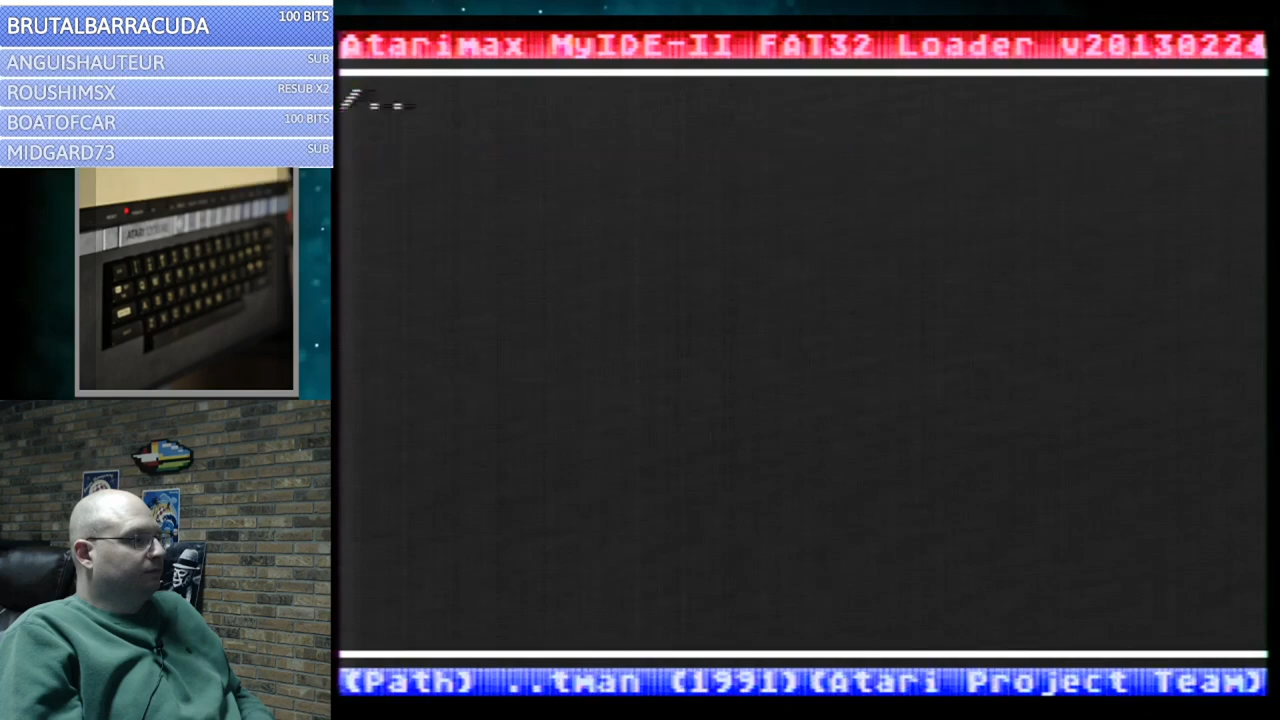 BRUTALBARRACUDA 100 BITS
ANGUISHAUTEUR SUB
ROUSHIMSX RESUB X2
BOATOFCAR 100 BITS
MIDGARD73 SUB
Atarimax MyIDE-II FAT32 Loader v20130224
/..
ATARI
(Path) ..tman (1991)(Atari Project Team)